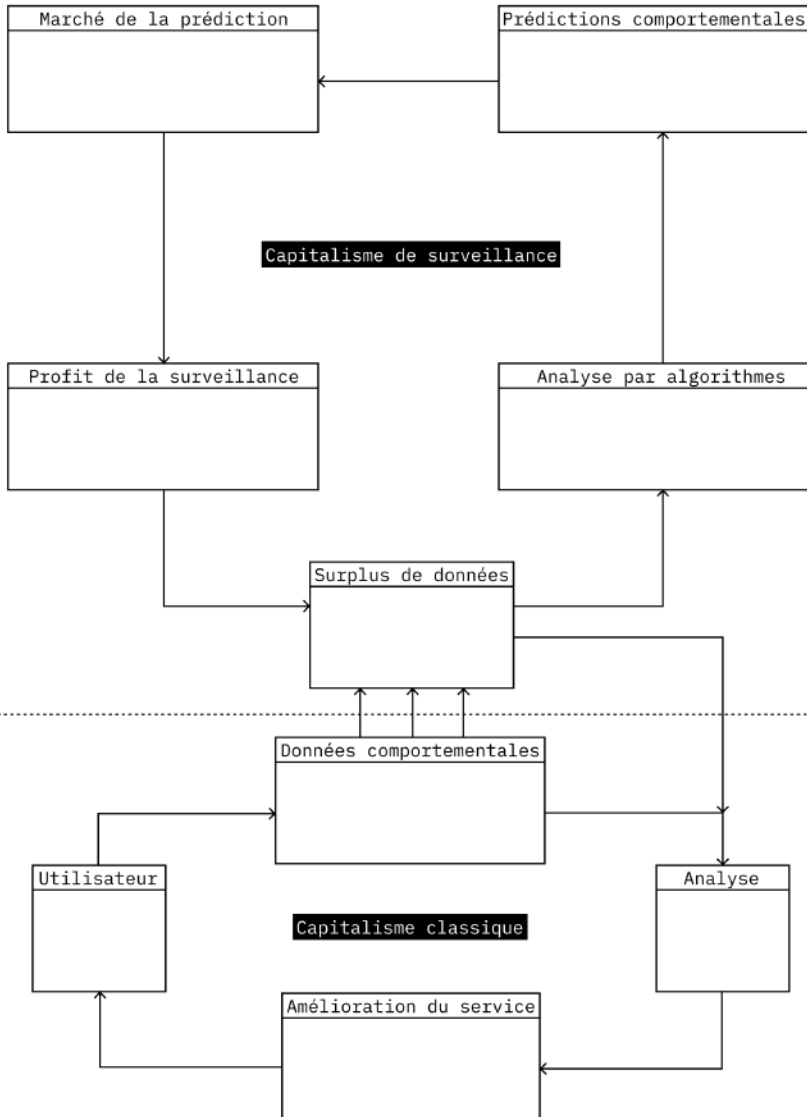 Marché de la prédiction
Prédictions comportementales
Capitalisme de surveillance
Profit de la surveillance
Analyse par algorithmes
Surplus de données
Données comportementales
Utilisateur
Analyse
Capitalisme classique
Amélioration du service